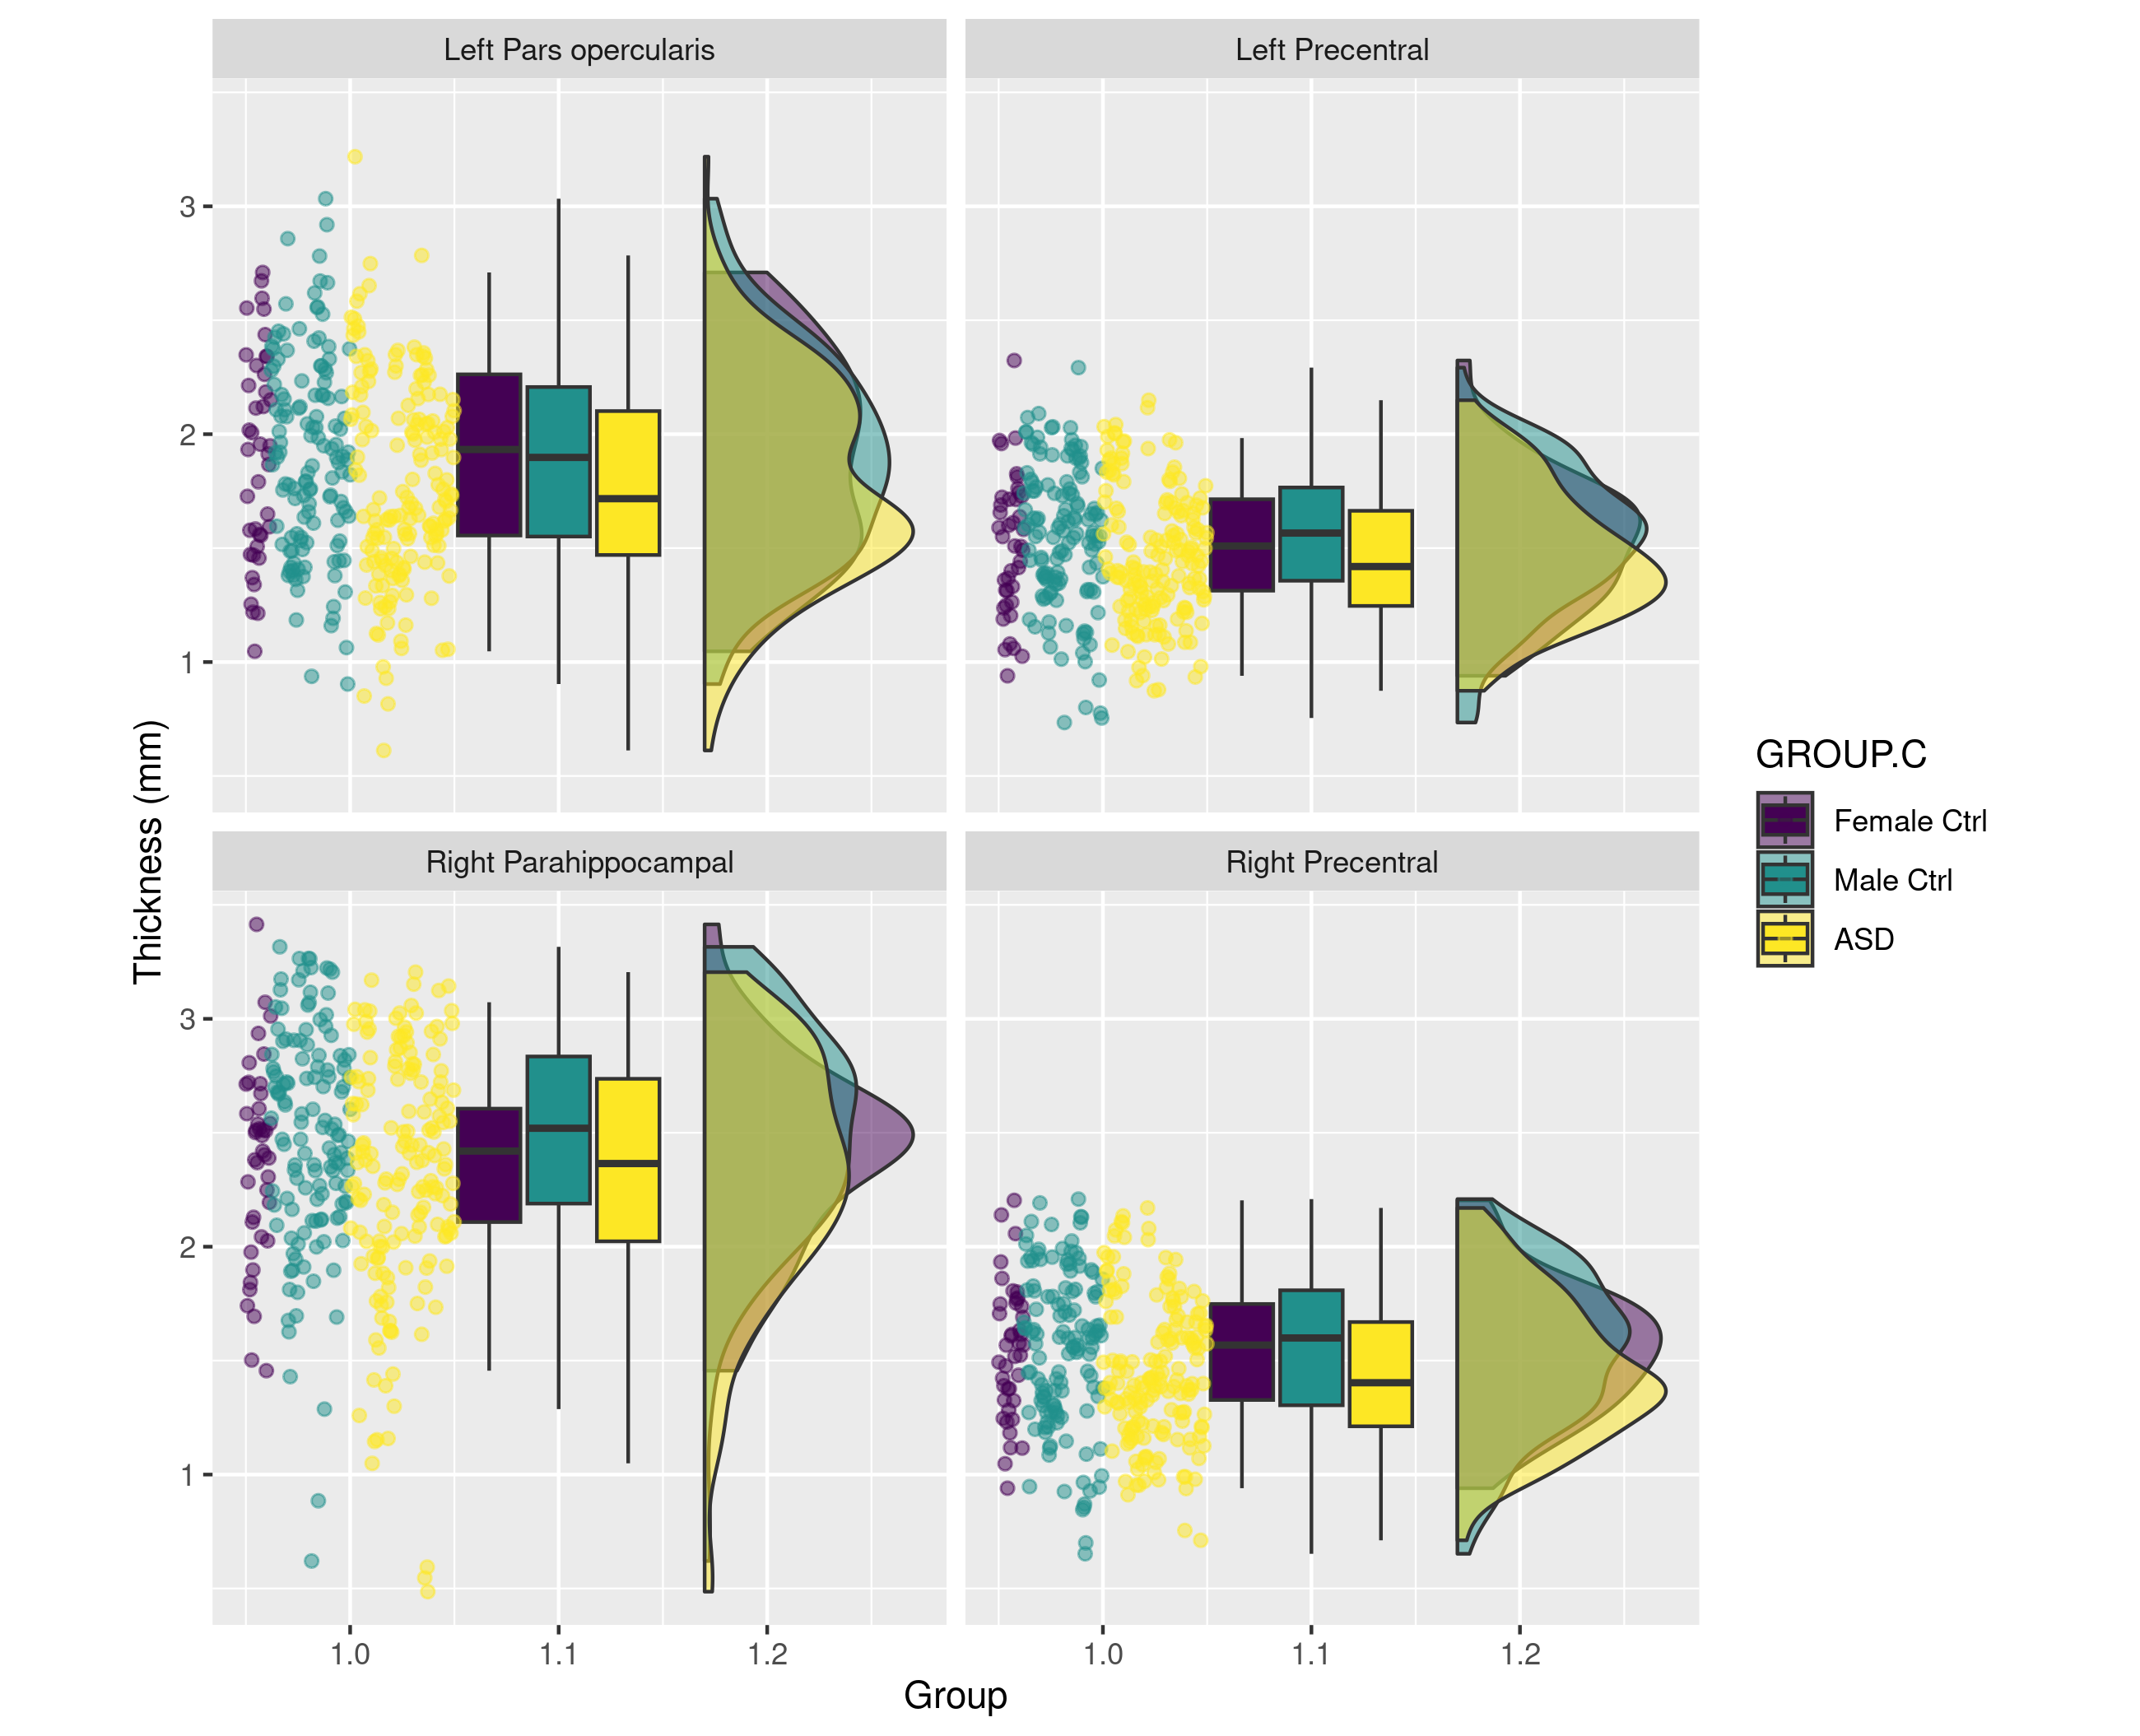 Left Pars opercularis
Left Precentral
3
2
1
Right Parahippocampal
Right Precentral
3
2
1
1.0
1.1
1.2
1.0
1.1
1.2
Group
Thickness (mm)
GROUP.C
Female Ctrl
Male Ctrl
ASD